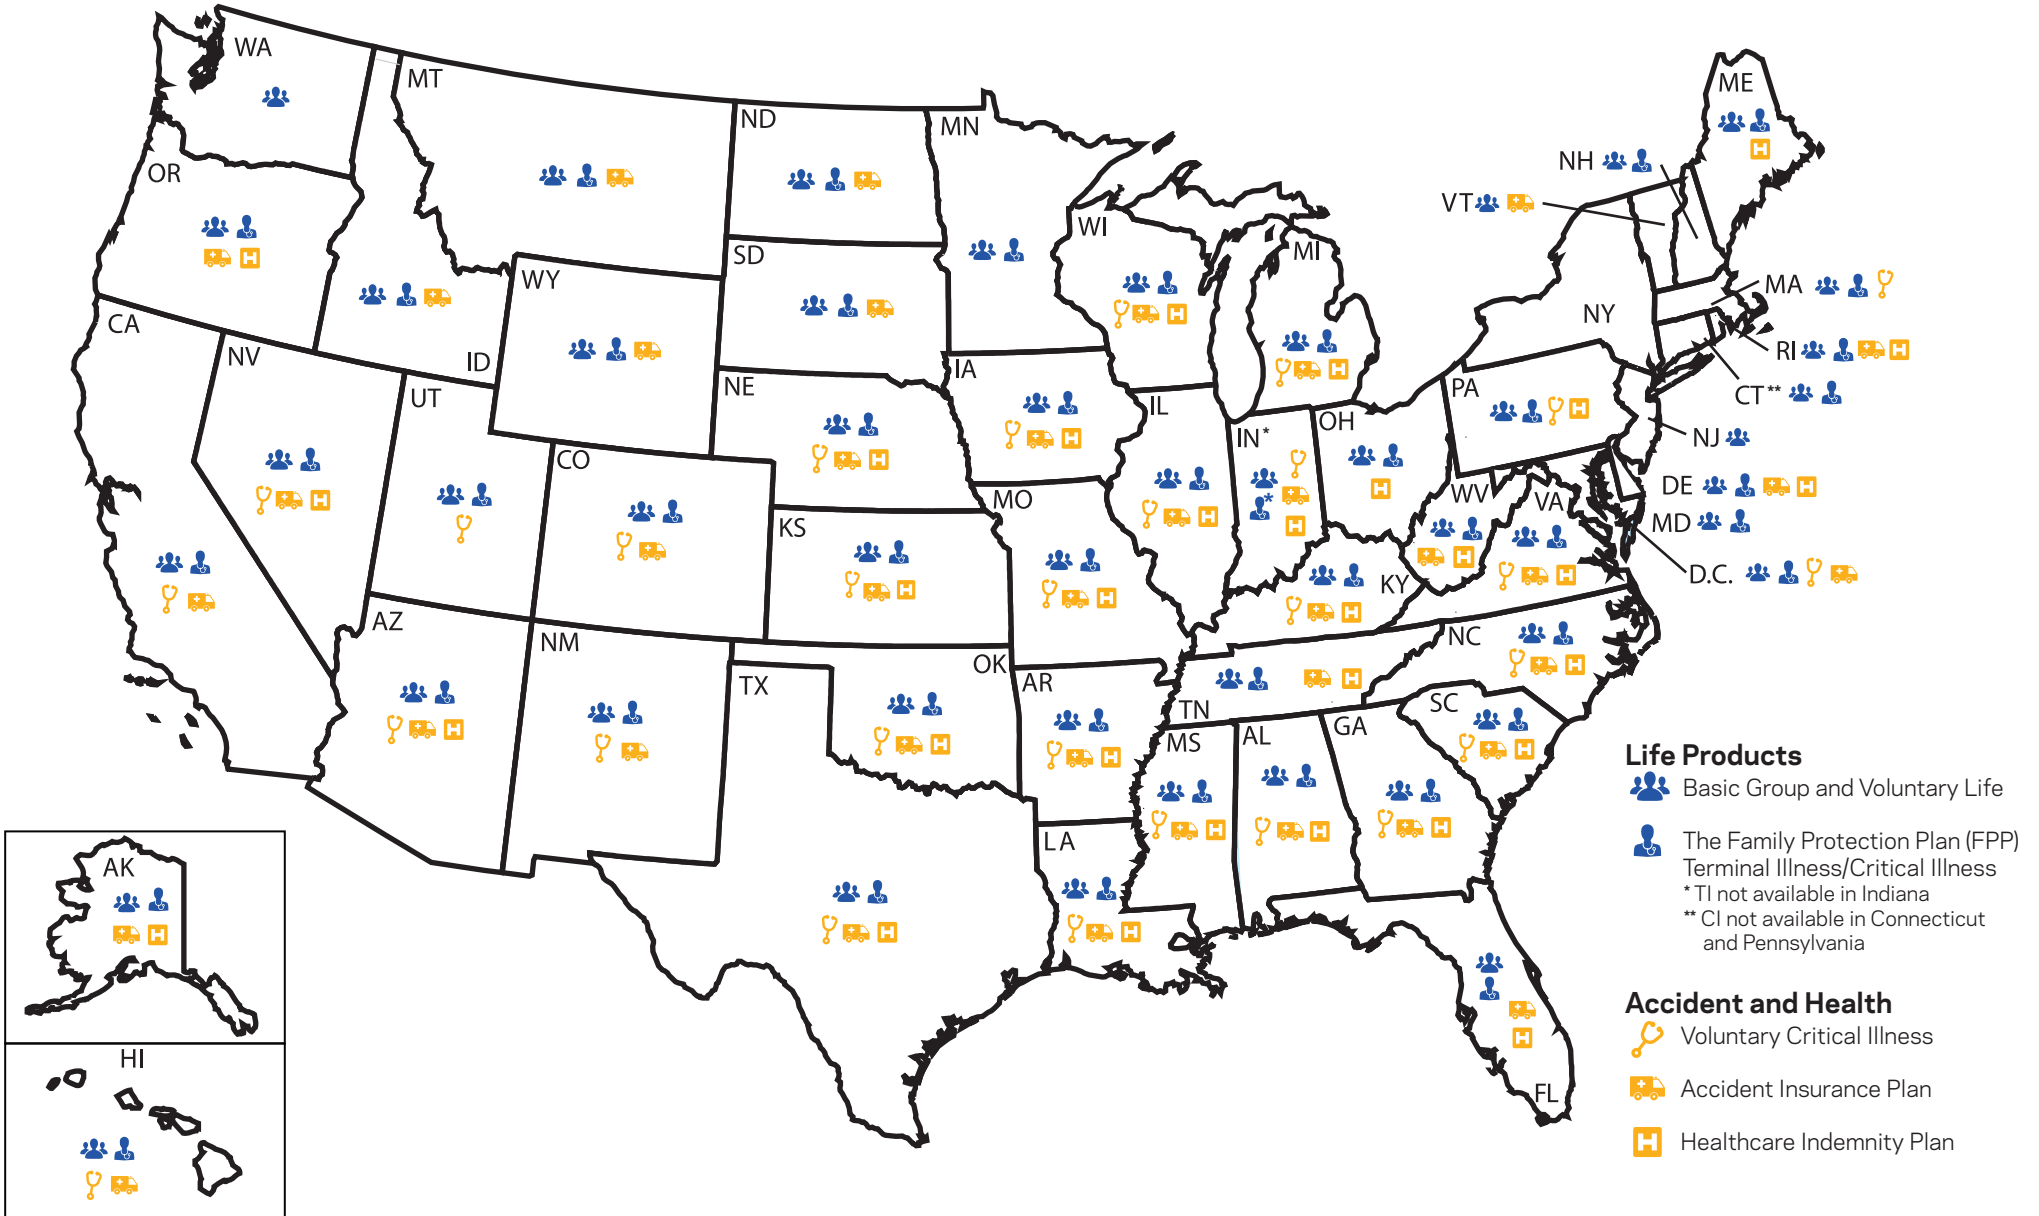 WA
MT
ND
MN
ME
OR
NH
VT
WI
MI
SD
WY
MA
CA
NY
NV
ID
RI
IA
UT
NE
PA
CT**
IL
OH
IN*
NJ
CO
WV
VA
DE
MO
KS
MD
D.C.
KY
AZ
NM
NC
OK
TX
AR
TN
SC
MS
AL
GA
LA
AK
HI
FL
Life Products
Basic Group and Voluntary Life
The Family Protection Plan (FPP)
Terminal Illness/Critical Illness
* TI not available in Indiana
** CI not available in Connecticut
and Pennsylvania
Accident and Health
Voluntary Critical Illness
Accident Insurance Plan
H Healthcare Indemnity Plan